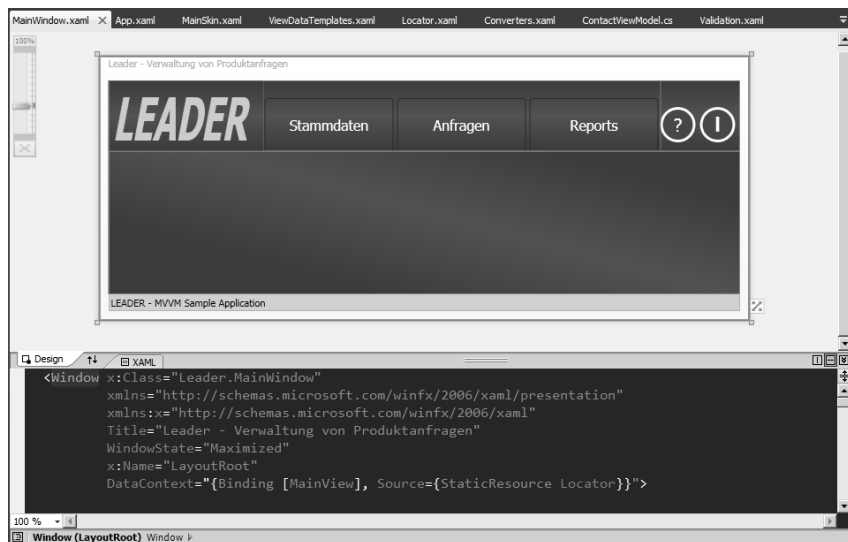 MainWindow.xaml × App.xaml MainSkin.xaml ViewDataTemplates.xaml Locator.xaml Converters.xaml ContactViewModel.cs Validation.xaml
100%
Leader - Verwaltung von Produktanfragen
LEADER Stammdaten Anfragen Reports ? I
LEADER - MVVM Sample Application
Design XAML
<Window x:Class="Leader.MainWindow"
xmlns="http://schemas.microsoft.com/winfx/2006/xaml/presentation"
xmlns:x="http://schemas.microsoft.com/winfx/2006/xaml"
Title="Leader - Verwaltung von Produktanfragen"
WindowState="Maximized"
x:Name="LayoutRoot"
DataContext="{Binding [MainView], Source={StaticResource Locator}}">
100 %
Window (LayoutRoot) Window